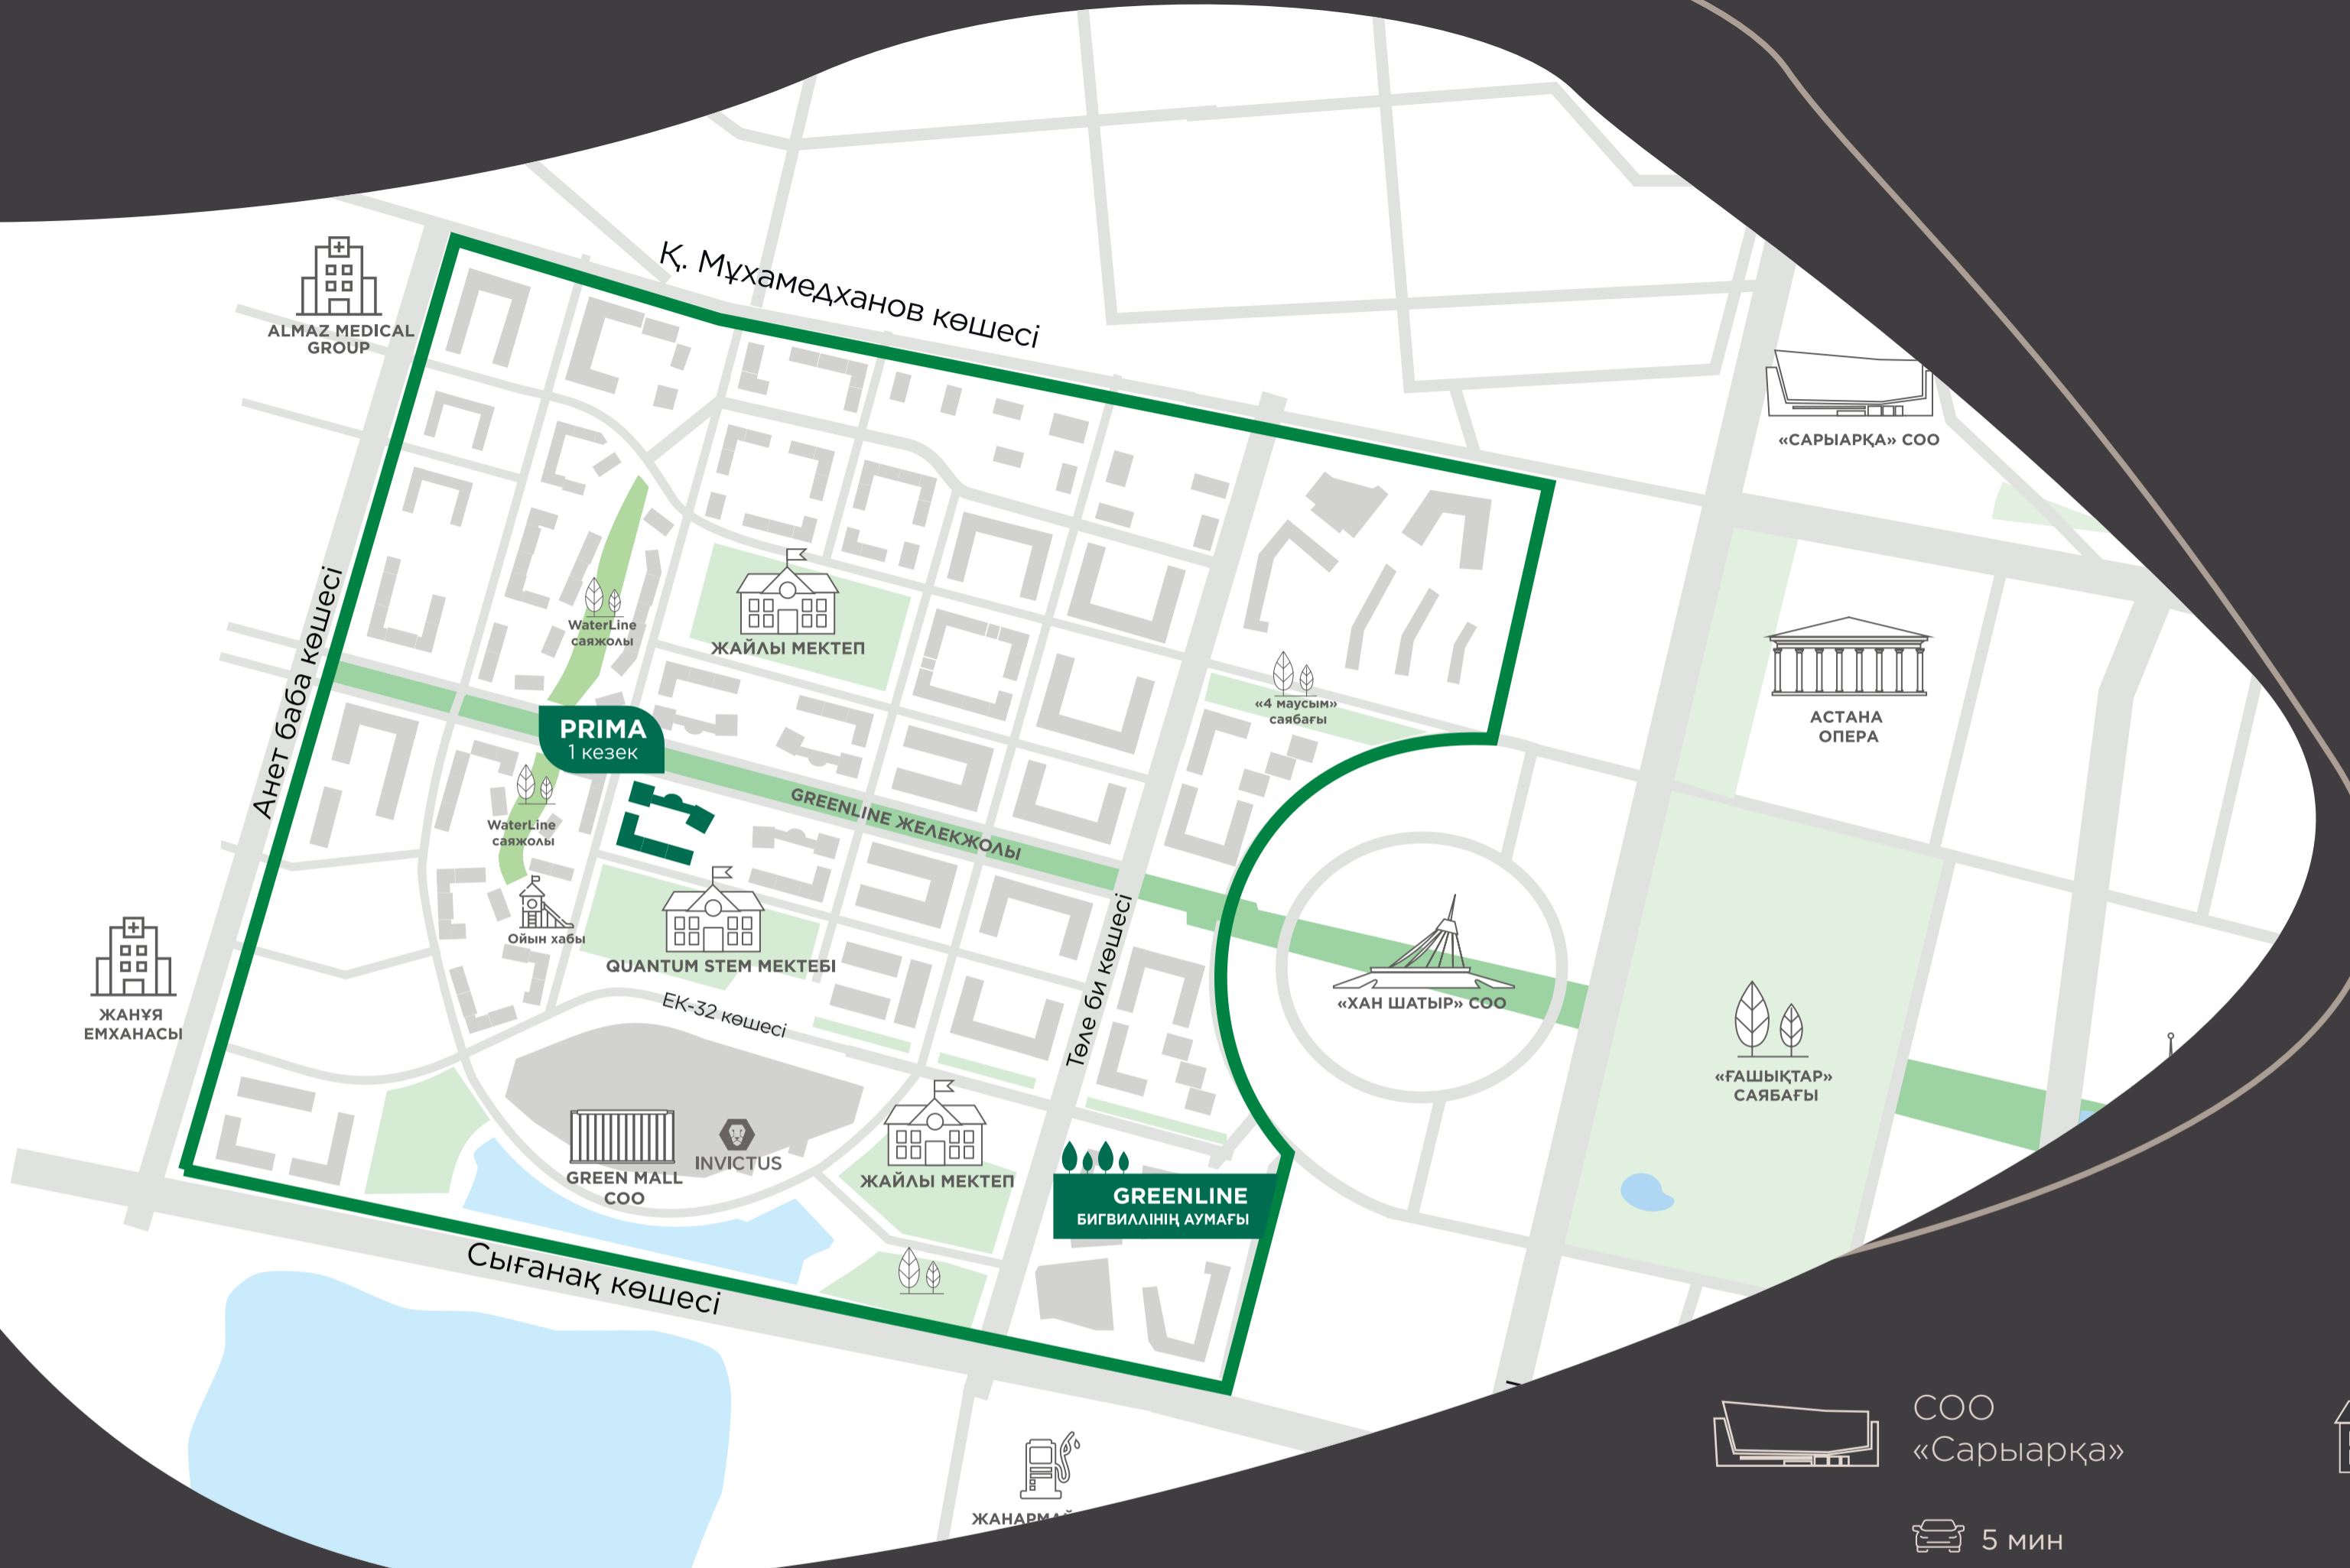 Қ. Мұхамедханов көшесі
ALMAZ MEDICAL
GROUP
«САРЫАРҚА» СОО
Анет баба көшесі
WaterLine
саяжолы
ЖАЙЛЫ МЕКТЕП
«4 маусым»
саябағы
АСТАНА
ОПЕРА
PRIMA
1 кезек
GREENLINE ЖЕЛЕКЖОЛЫ
WaterLine
саяжолы
Ойын хабы
QUANTUM STEM МЕКТЕБІ
ЕК-32 көшесі
Төле би көшесі
«ХАН ШАТЫР» СОО
ЖАНҰЯ
ЕМХАНАСЫ
«ҒАШЫҚТАР»
САЯБАҒЫ
INVICTUS
GREEN MALL
СОО
ЖАЙЛЫ МЕКТЕП
GREENLINE
БИГВИЛЛІНІҢ АУМАҒЫ
Сығанақ көшесі
СОО
«Сарыарқа»
5 мин